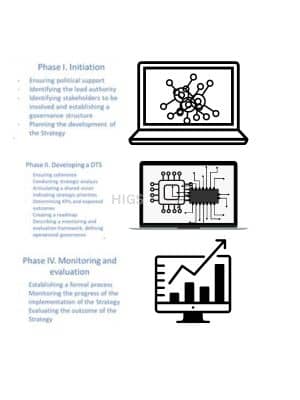 Phase I. Initiation
- Ensuring political support
- Identifying the lead authority
- Identifying stakeholders to be
involved and establishing a
governance structure
- Planning the development of
the Strategy
Phase II. Developing a DTS
Ensuring coherence
Conducting strategic analysis
Articulating a shared vision
Indicating strategic priorities
Determining KPIs and expected
outcomes
Creating a roadmap
Describing a monitoring and
evaluation framework, defining
operational governance
Phase IV. Monitoring and
evaluation
Establishing a formal process
Monitoring the progress of the
implementation of the Strategy
Evaluating the outcome of the
Strategy